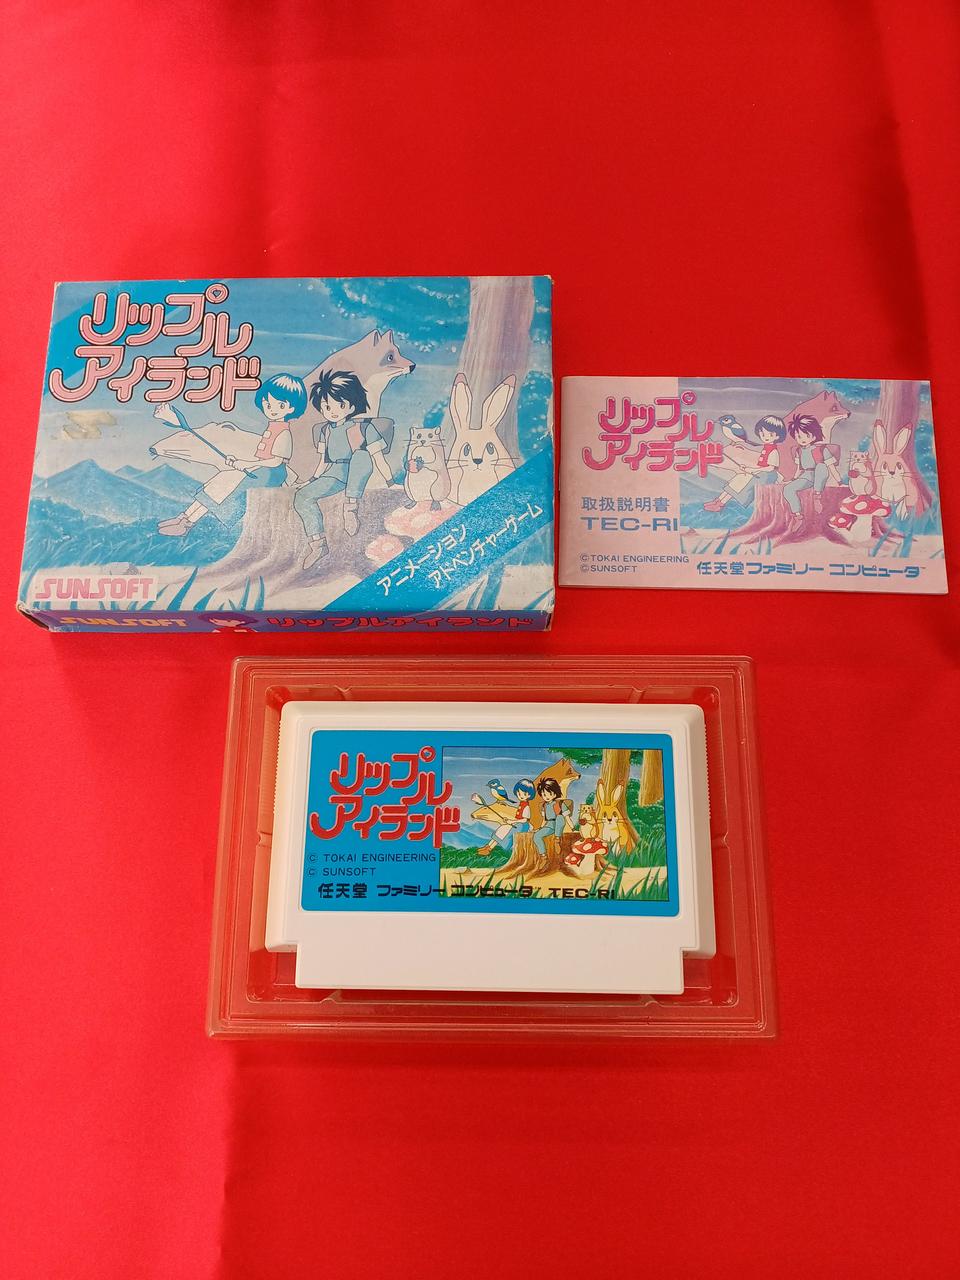 リップル
アイランド
アニメーション
アドベンチャーゲーム
SUNSOFT
SUNSOFT リップルアイランド
リップル
アイランド
取扱説明書
TEC-RI
©TOKAI ENGINEERING
©SUNSOFT
任天堂 ファミリー コンピュータ™
リップル
アイランド
© TOKAI ENGINEERING
© SUNSOFT
任天堂 ファミリー コンピュータ TEC-RI